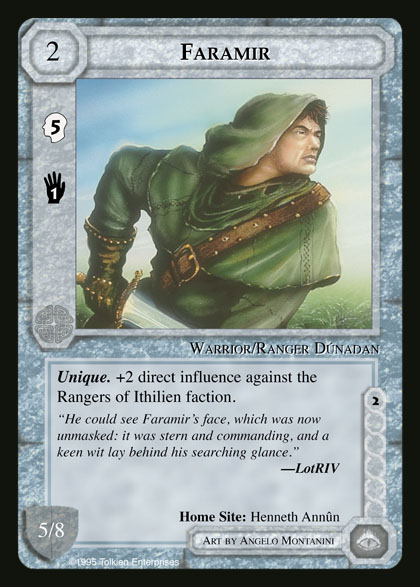 2
FARAMIR
5
1
WARRIOR/RANGER DÚNADAN
Unique. +2 direct influence against the
Rangers of Ithilien faction.
2
“He could see Faramir’s face, which was now
unmasked: it was stern and commanding, and a
keen wit lay behind his searching glance.”
—LotRIV
Home Site: Henneth Annûn
5/8
ART BY ANGELO MONTANINI
©1995 Tolkien Enterprises